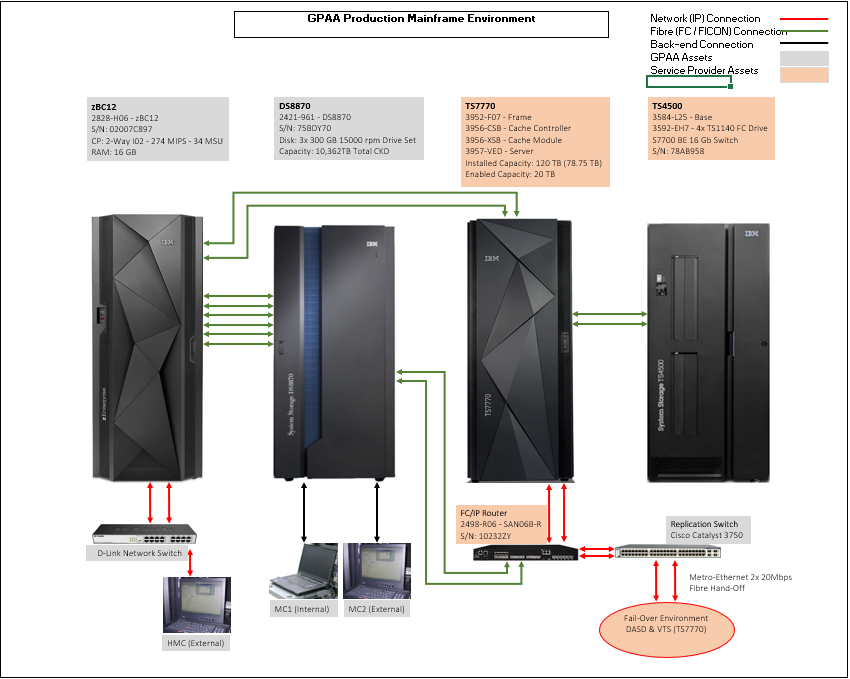 GPAA Production Mainframe Environment
Network (IP) Connection
Fibre (FC / FICON) Connection
Back-end Connection
GPAA Assets
Service Provider Assets
zBC12
2828-H06 - zBC12
S/N: 02007C897
CP: 2-Way I02 - 274 MIPS - 34 MSU
RAM: 16 GB
DS8870
2421-961 - DS8870
S/N: 75BDY70
Disk: 3x 300 GB 15000 rpm Drive Set
Capacity: 10,362TB Total CKD
TS7770
3952-F07 - Frame
3956-CSB - Cache Controller
3956-XSB - Cache Module
3957-VED - Server
Installed Capacity: 120 TB (78.75 TB)
Enabled Capacity: 20 TB
TS4500
3584-L25 - Base
3592-EH7 - 4x TS1140 FC Drive
S7700 BE 16 Gb Switch
S/N: 78AB958
IBM
zEnterprise
IBM
System Storage DS8870
IBM
TS7770
IBM
System Storage TS4500
D-Link Network Switch
HMC (External)
MC1 (Internal)
MC2 (External)
FC/IP Router
2498-R06 - SAN06B-R
S/N: 10232ZY
Replication Switch
Cisco Catalyst 3750
Metro-Ethernet 2x 20Mbps
Fibre Hand-Off
Fail-Over Environment
DASD & VTS (TS7770)